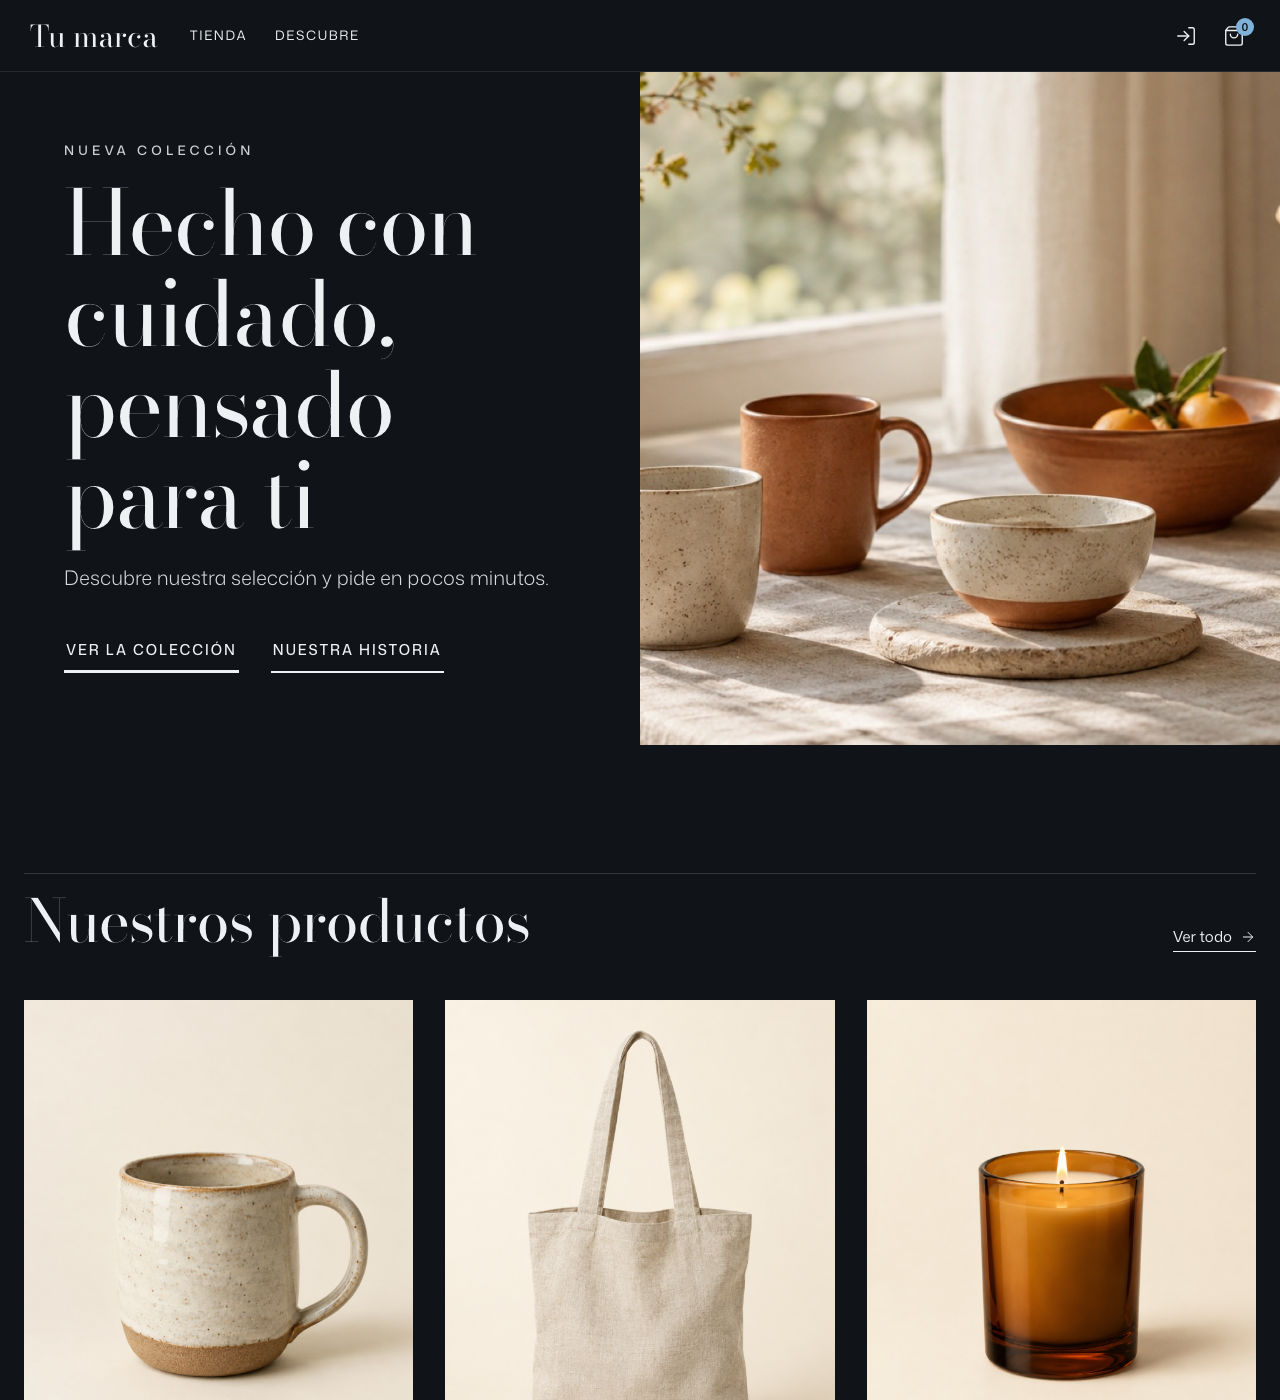 Tu marca
TIENDA
DESCUBRE
0
NUEVA COLECCIÓN
Hecho con
cuidado,
pensado
para ti
Descubre nuestra selección y pide en pocos minutos.
VER LA COLECCIÓN
NUESTRA HISTORIA
Nuestros productos
Ver todo